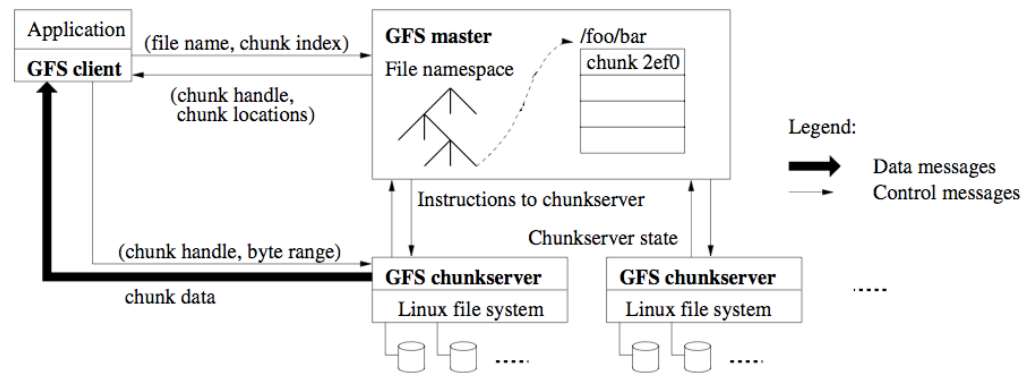 Application
GFS client
(file name, chunk index)
(chunk handle,
chunk locations)
GFS master
File namespace
/foo/bar
chunk 2ef0
Legend:
Data messages
Control messages
Instructions to chunkserver
Chunkserver state
(chunk handle, byte range)
chunk data
GFS chunkserver
Linux file system
GFS chunkserver
Linux file system